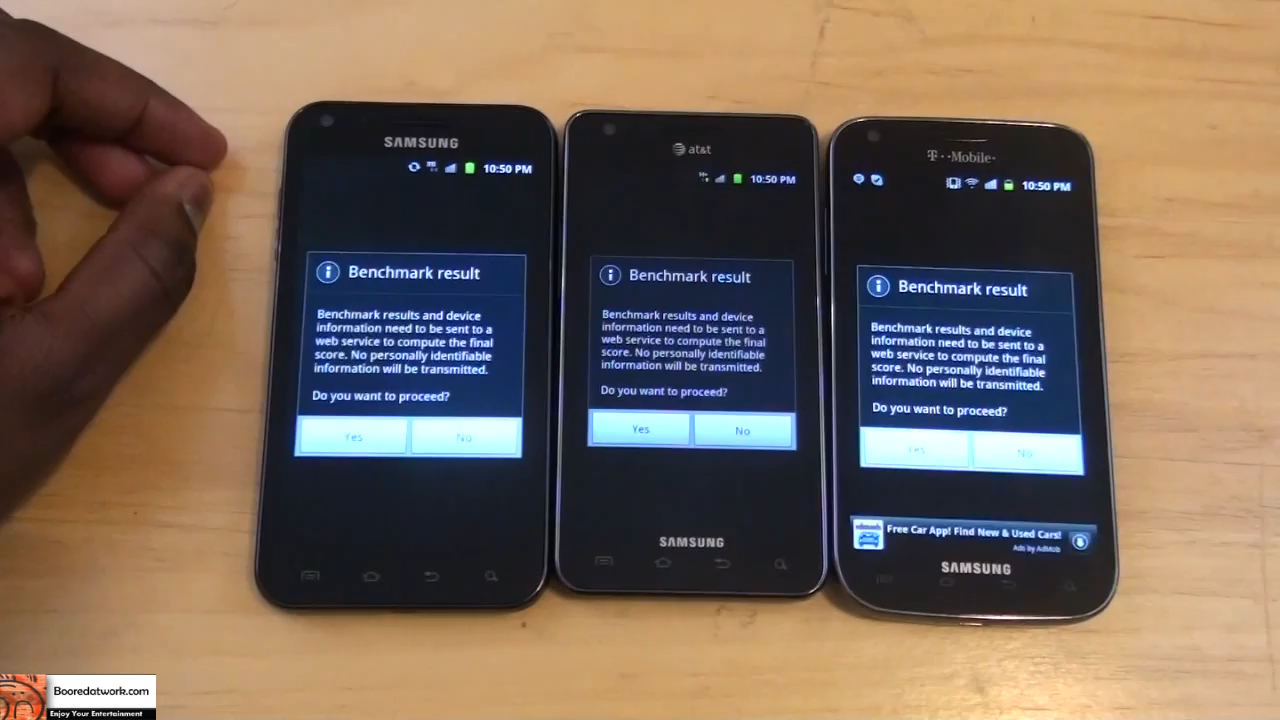 SAMSUNG
10:50 PM
Benchmark result
Benchmark results and device
information need to be sent to a
web service to compute the final
score. No personally identifiable
information will be transmitted.
Do you want to proceed?
Yes
No
at&t
10:50 PM
Benchmark result
Benchmark results and device
information need to be sent to a
web service to compute the final
score. No personally identifiable
information will be transmitted.
Do you want to proceed?
Yes
No
SAMSUNG
T··Mobile·
10:50 PM
Benchmark result
Benchmark results and device
information need to be sent to a
web service to compute the final
score. No personally identifiable
information will be transmitted.
Do you want to proceed?
Yes
No
Free Car App! Find New & Used Cars!
Ads by AdMob
SAMSUNG
Booredatwork.com
Enjoy Your Entertainment